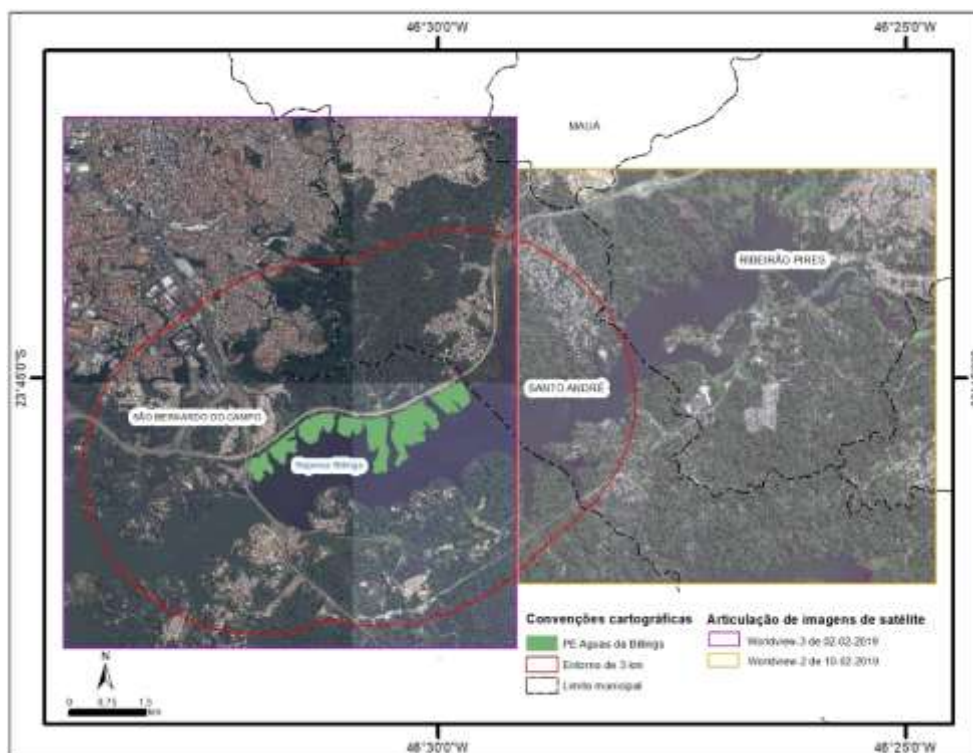 46°30'0"W 46°25'0"W
MAUÁ
RIBEIRÃO PIRES
23°45'0"S
SANTO ANDRÉ
SÃO BERNARDO DO CAMPO
Represa Billings
Convenções cartográficas
PE Aguas da Billings
Entorno de 3 km
Limite municipal
Articulação de imagens de satélite
Worldview-3 de 02-02-2019
Worldview-2 de 10-02-2019
N
0 0,75 1,5
km
46°30'0"W 46°25'0"W